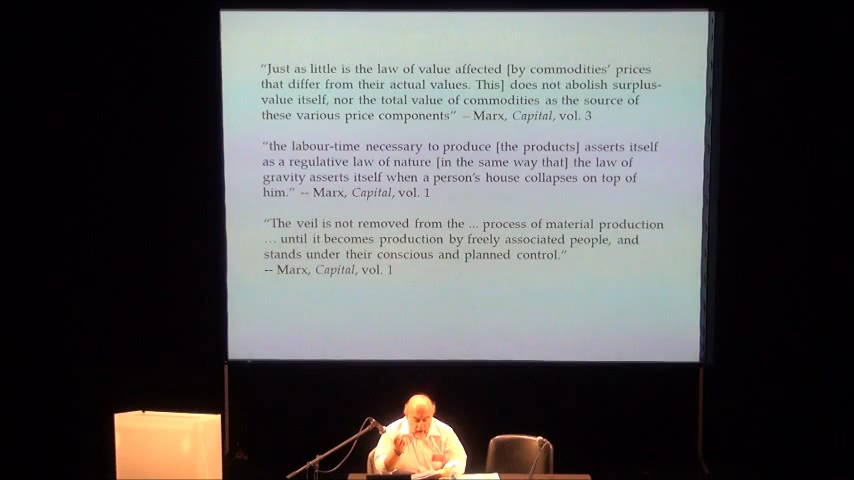 “Just as little is the law of value affected [by commodities’ prices
that differ from their actual values. This] does not abolish surplus-
value itself, nor the total value of commodities as the source of
these various price components” – Marx, Capital, vol. 3
“the labour-time necessary to produce [the products] asserts itself
as a regulative law of nature [in the same way that] the law of
gravity asserts itself when a person’s house collapses on top of
him.” -- Marx, Capital, vol. 1
“The veil is not removed from the ... process of material production
… until it becomes production by freely associated people, and
stands under their conscious and planned control.”
-- Marx, Capital, vol. 1